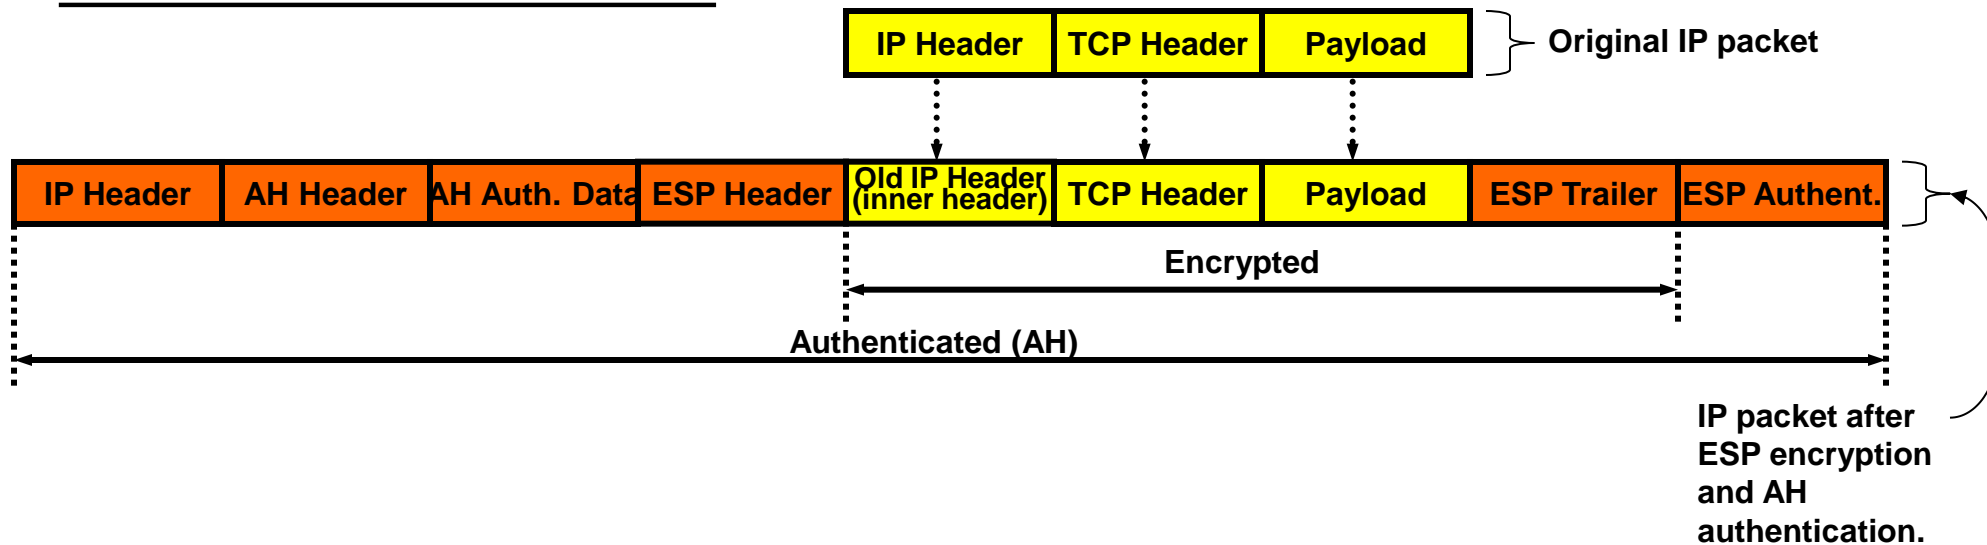 IP Header TCP Header Payload Original IP packet
IP Header AH Header AH Auth. Data ESP Header Old IP Header (inner header) TCP Header Payload ESP Trailer ESP Authent.
Encrypted
Authenticated (AH)
IP packet after
ESP encryption
and AH
authentication.